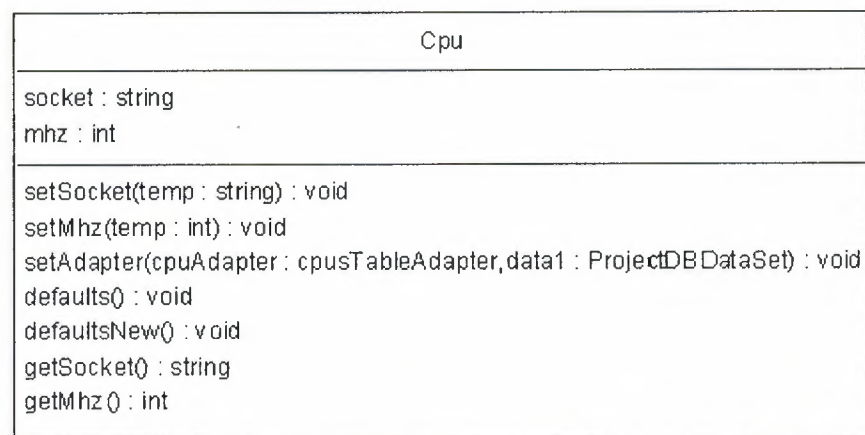 Cpu
socket : string
mhz : int
setSocket(temp : string) : void
setMhz(temp : int) : void
setAdapter(cpuAdapter : cpusTableAdapter,data1 : ProjectDBDataSet) : void
defaults() : void
defaultsNew() : void
getSocket() : string
getMhz() : int